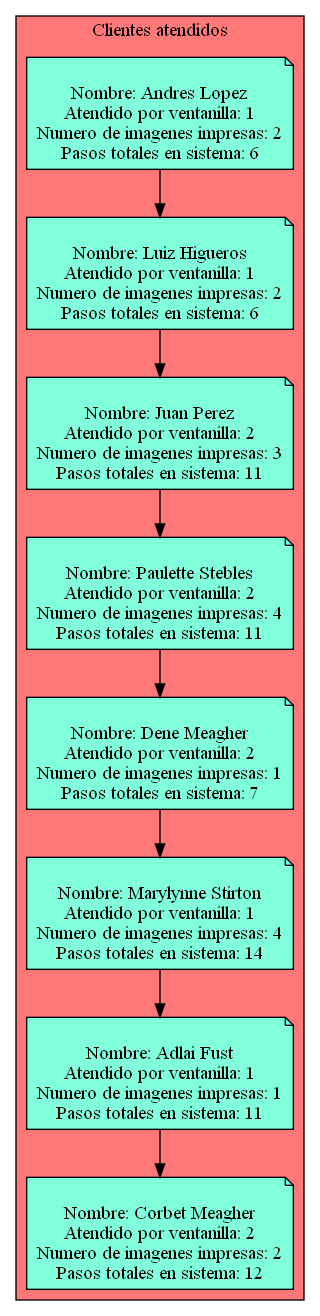 Clientes atendidos
Nombre: Andres Lopez
Atendido por ventanilla: 1
Numero de imagenes impresas: 2
Pasos totales en sistema: 6
Nombre: Luiz Higueros
Atendido por ventanilla: 1
Numero de imagenes impresas: 2
Pasos totales en sistema: 6
Nombre: Juan Perez
Atendido por ventanilla: 2
Numero de imagenes impresas: 3
Pasos totales en sistema: 11
Nombre: Paulette Stebles
Atendido por ventanilla: 2
Numero de imagenes impresas: 4
Pasos totales en sistema: 11
Nombre: Dene Meagher
Atendido por ventanilla: 2
Numero de imagenes impresas: 1
Pasos totales en sistema: 7
Nombre: Marylynne Stirton
Atendido por ventanilla: 1
Numero de imagenes impresas: 4
Pasos totales en sistema: 14
Nombre: Adlai Fust
Atendido por ventanilla: 1
Numero de imagenes impresas: 1
Pasos totales en sistema: 11
Nombre: Corbet Meagher
Atendido por ventanilla: 2
Numero de imagenes impresas: 2
Pasos totales en sistema: 12